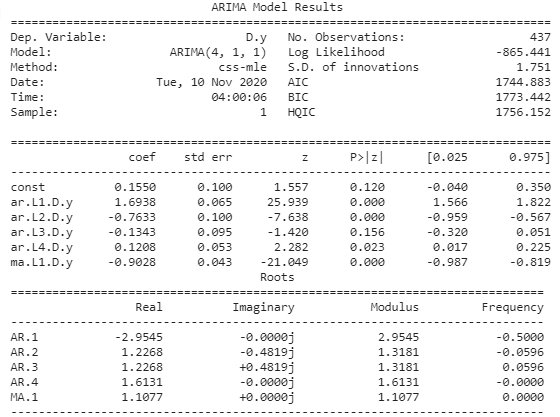 ARIMA Model Results
==============================================================================
Dep. Variable: D.y No. Observations: 437
Model: ARIMA(4, 1, 1) Log Likelihood -865.441
Method: css-mle S.D. of innovations 1.751
Date: Tue, 10 Nov 2020 AIC 1744.883
Time: 04:00:06 BIC 1773.442
Sample: 1 HQIC 1756.152
==============================================================================
coef std err z P>|z| [0.025 0.975]
------------------------------------------------------------------------------
const 0.1550 0.100 1.557 0.120 -0.040 0.350
ar.L1.D.y 1.6938 0.065 25.939 0.000 1.566 1.822
ar.L2.D.y -0.7633 0.100 -7.638 0.000 -0.959 -0.567
ar.L3.D.y -0.1343 0.095 -1.420 0.156 -0.320 0.051
ar.L4.D.y 0.1208 0.053 2.282 0.023 0.017 0.225
ma.L1.D.y -0.9028 0.043 -21.049 0.000 -0.987 -0.819
Roots
=============================================================================
Real Imaginary Modulus Frequency
-----------------------------------------------------------------------------
AR.1 -2.9545 -0.0000j 2.9545 -0.5000
AR.2 1.2268 -0.4819j 1.3181 -0.0596
AR.3 1.2268 +0.4819j 1.3181 0.0596
AR.4 1.6131 -0.0000j 1.6131 -0.0000
MA.1 1.1077 +0.0000j 1.1077 0.0000
-----------------------------------------------------------------------------